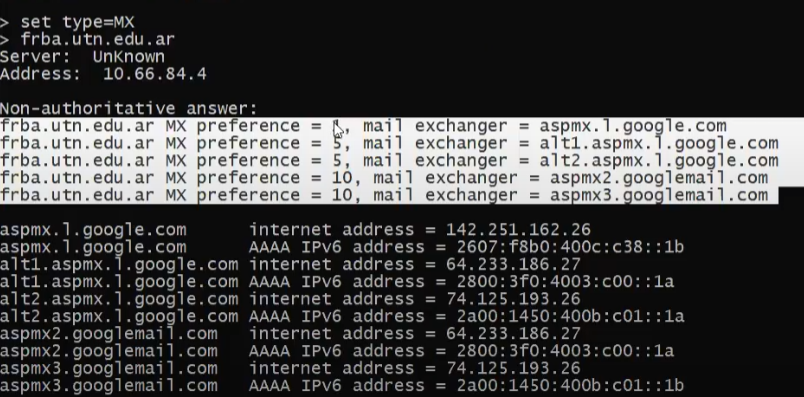 > set type=MX
> frba.utn.edu.ar
Server:  UnKnown
Address:  10.66.84.4
Non-authoritative answer:
frba.utn.edu.ar MX preference = , mail exchanger = aspmx.l.google.com
frba.utn.edu.ar MX preference = 5, mail exchanger = alt1.aspmx.l.google.com
frba.utn.edu.ar MX preference = 5, mail exchanger = alt2.aspmx.l.google.com
frba.utn.edu.ar MX preference = 10, mail exchanger = aspmx2.googlemail.com
frba.utn.edu.ar MX preference = 10, mail exchanger = aspmx3.googlemail.com
aspmx.l.google.com      internet address = 142.251.162.26
aspmx.l.google.com      AAAA IPv6 address = 2607:f8b0:400c:c38::1b
alt1.aspmx.l.google.com internet address = 64.233.186.27
alt1.aspmx.l.google.com AAAA IPv6 address = 2800:3f0:4003:c00::1a
alt2.aspmx.l.google.com internet address = 74.125.193.26
alt2.aspmx.l.google.com AAAA IPv6 address = 2a00:1450:400b:c01::1a
aspmx2.googlemail.com   internet address = 64.233.186.27
aspmx2.googlemail.com   AAAA IPv6 address = 2800:3f0:4003:c00::1a
aspmx3.googlemail.com   internet address = 74.125.193.26
aspmx3.googlemail.com   AAAA IPv6 address = 2a00:1450:400b:c01::1b